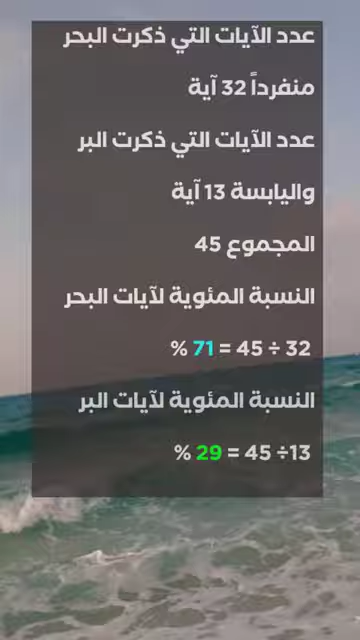 عدد الآيات التي ذكرت البحر
منفرداً 32 آية
عدد الآيات التي ذكرت البر
واليابسة 13 آية
المجموع 45
النسبة المئوية لآيات البحر
32 ÷ 45 = 71 %
النسبة المئوية لآيات البر
13÷ 45 = 29 %